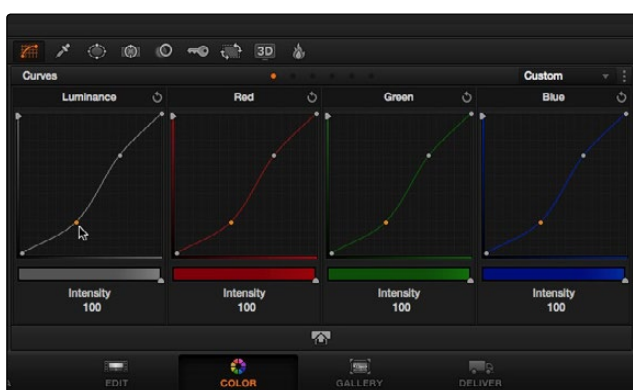 3D
Curves Custom
Luminance Red Green Blue
Intensity Intensity Intensity Intensity
100 100 100 100
EDIT COLOR GALLERY DELIVER